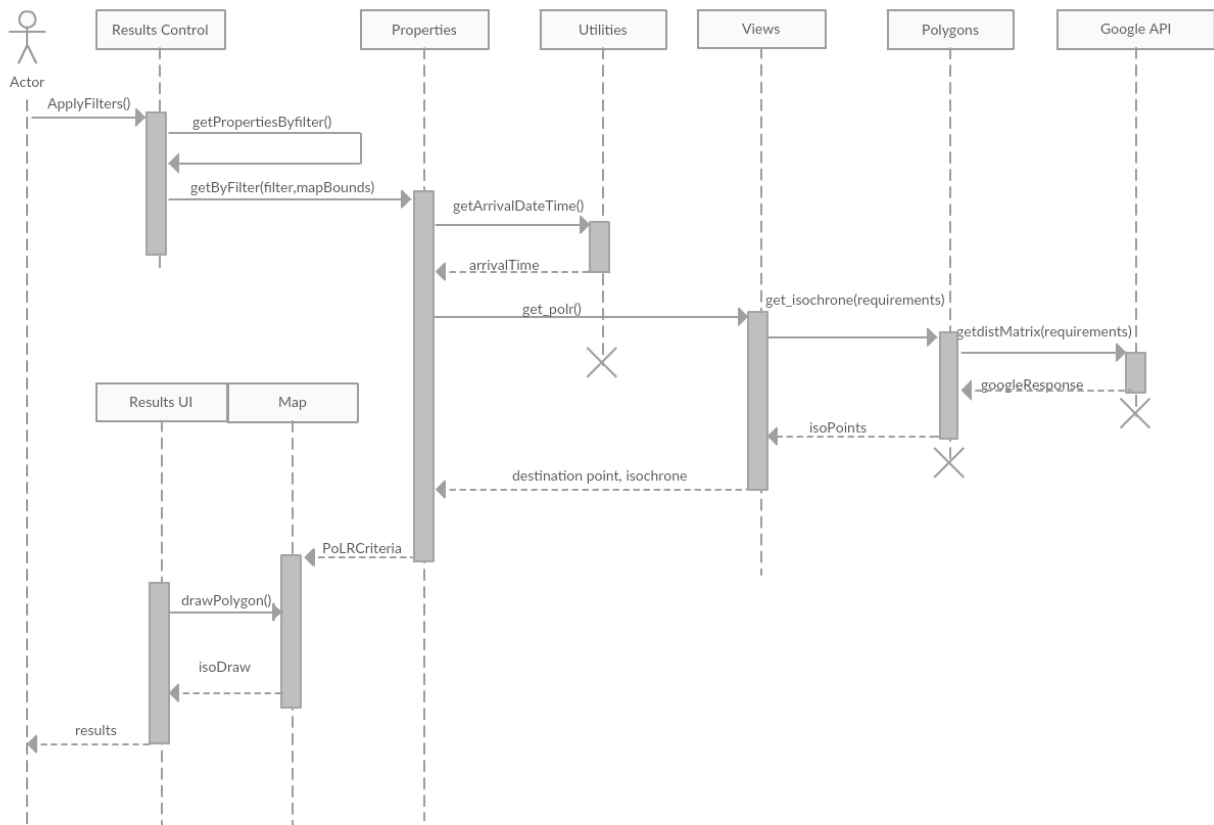 Results Control
Properties
Utilities
Views
Polygons
Google API
Actor
ApplyFilters()
getPropertiesByfilter()
getByFilter(filter,mapBounds)
getArrivalDateTime()
arrivalTime
get_polr()
get_isochrone(requirements)
getdistMatrix(requirements)
googleResponse
Results UI
Map
isoPoints
destination point, isochrone
PoLRCriteria
drawPolygon()
isoDraw
results